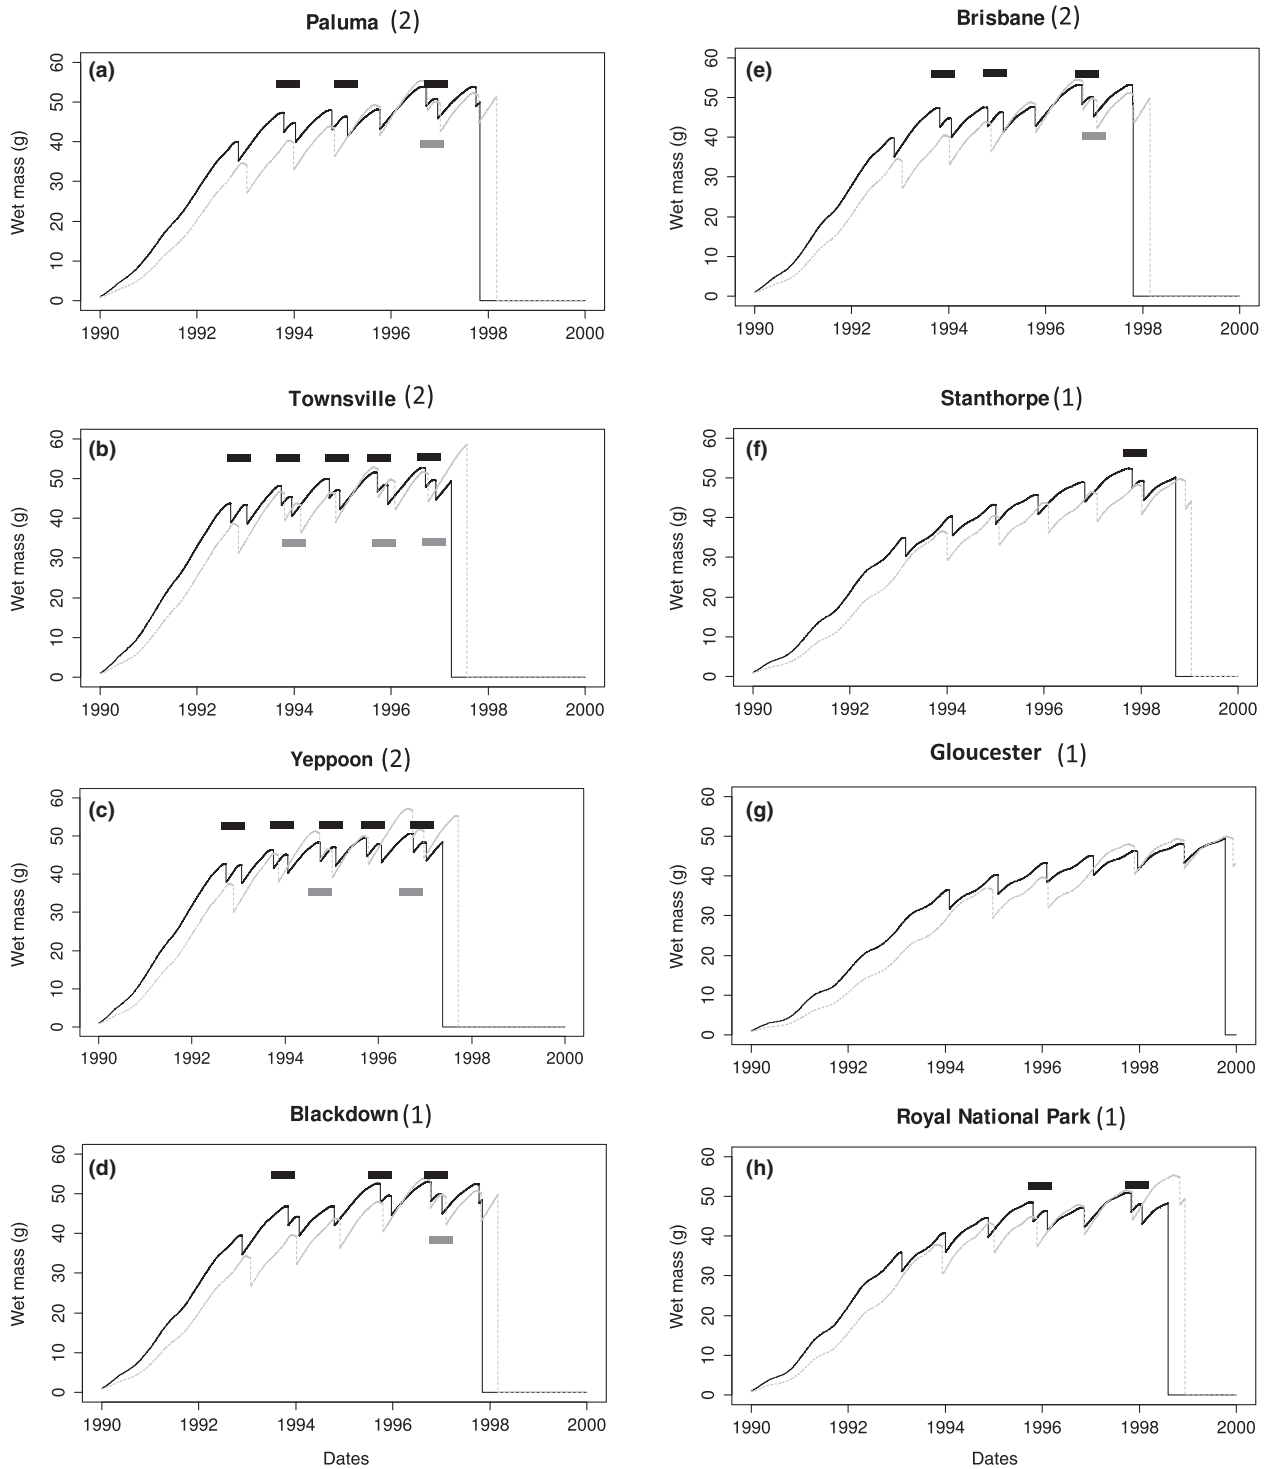 Paluma (2)
(a)
Wet mass (g)
60
50
40
30
20
10
0
1990 1992 1994 1996 1998 2000
Brisbane (2)
(e)
Wet mass (g)
60
50
40
30
20
10
0
1990 1992 1994 1996 1998 2000
Townsville (2)
(b)
Wet mass (g)
60
50
40
30
20
10
0
1990 1992 1994 1996 1998 2000
Stanthorpe (1)
(f)
Wet mass (g)
60
50
40
30
20
10
0
1990 1992 1994 1996 1998 2000
Yeppoon (2)
(c)
Wet mass (g)
60
50
40
30
20
10
0
1990 1992 1994 1996 1998 2000
Gloucester (1)
(g)
Wet mass (g)
60
50
40
30
20
10
0
1990 1992 1994 1996 1998 2000
Blackdown (1)
(d)
Wet mass (g)
60
50
40
30
20
10
0
1990 1992 1994 1996 1998 2000
Dates
Royal National Park (1)
(h)
Wet mass (g)
60
50
40
30
20
10
0
1990 1992 1994 1996 1998 2000
Dates